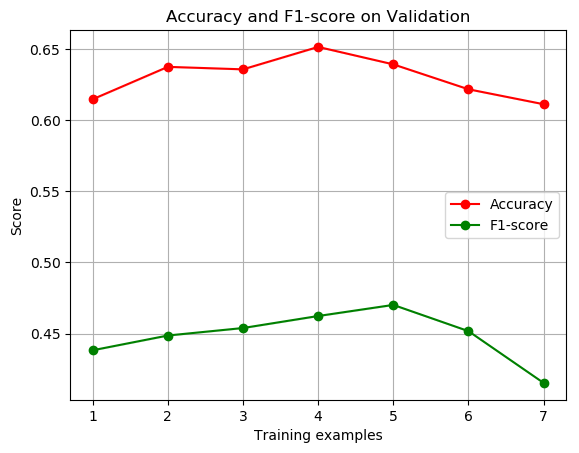 Accuracy and F1-score on Validation
0.65
0.60
0.55
0.50
0.45
Score
Accuracy
F1-score
1 2 3 4 5 6 7
Training examples